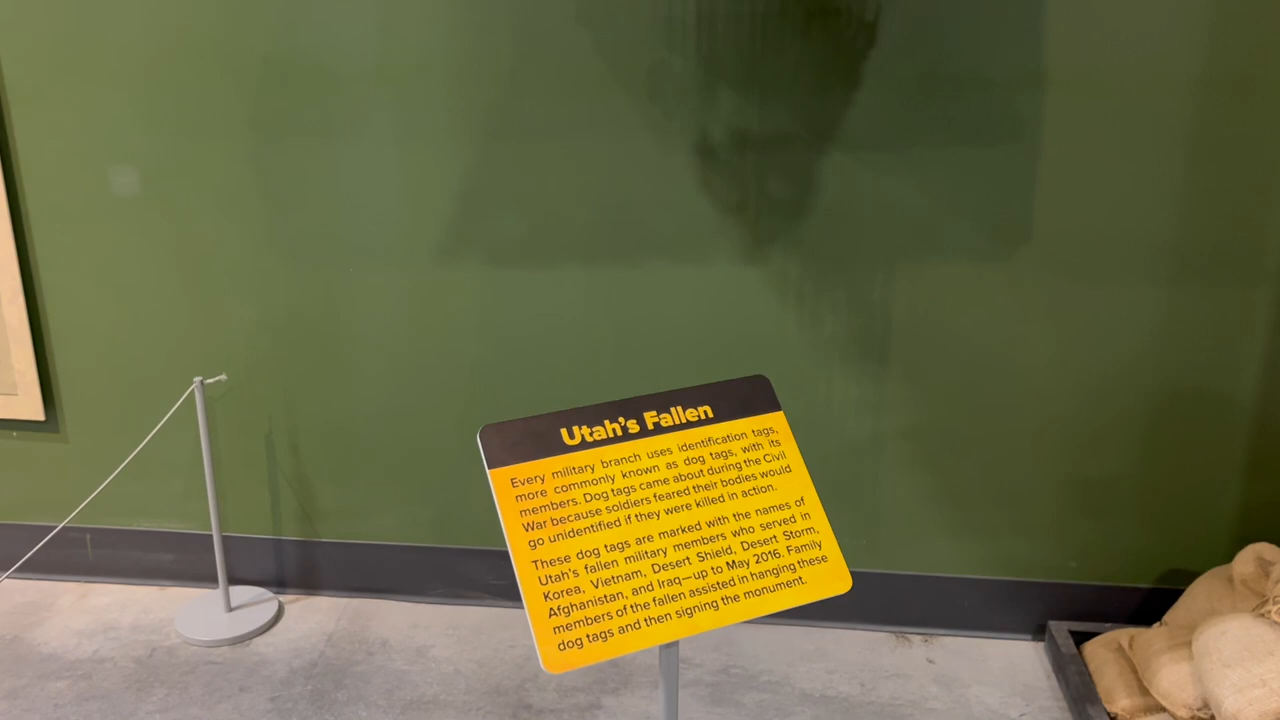 Utah's Fallen
Every military branch uses identification tags,
more commonly known as dog tags, with its
members. Dog tags came about during the Civil
War because soldiers feared their bodies would
go unidentified if they were killed in action.
These dog tags are marked with the names of
Utah's fallen military members who served in
Korea, Vietnam, Desert Shield, Desert Storm,
Afghanistan, and Iraq—up to May 2016. Family
members of the fallen assisted in hanging these
dog tags and then signing the monument.